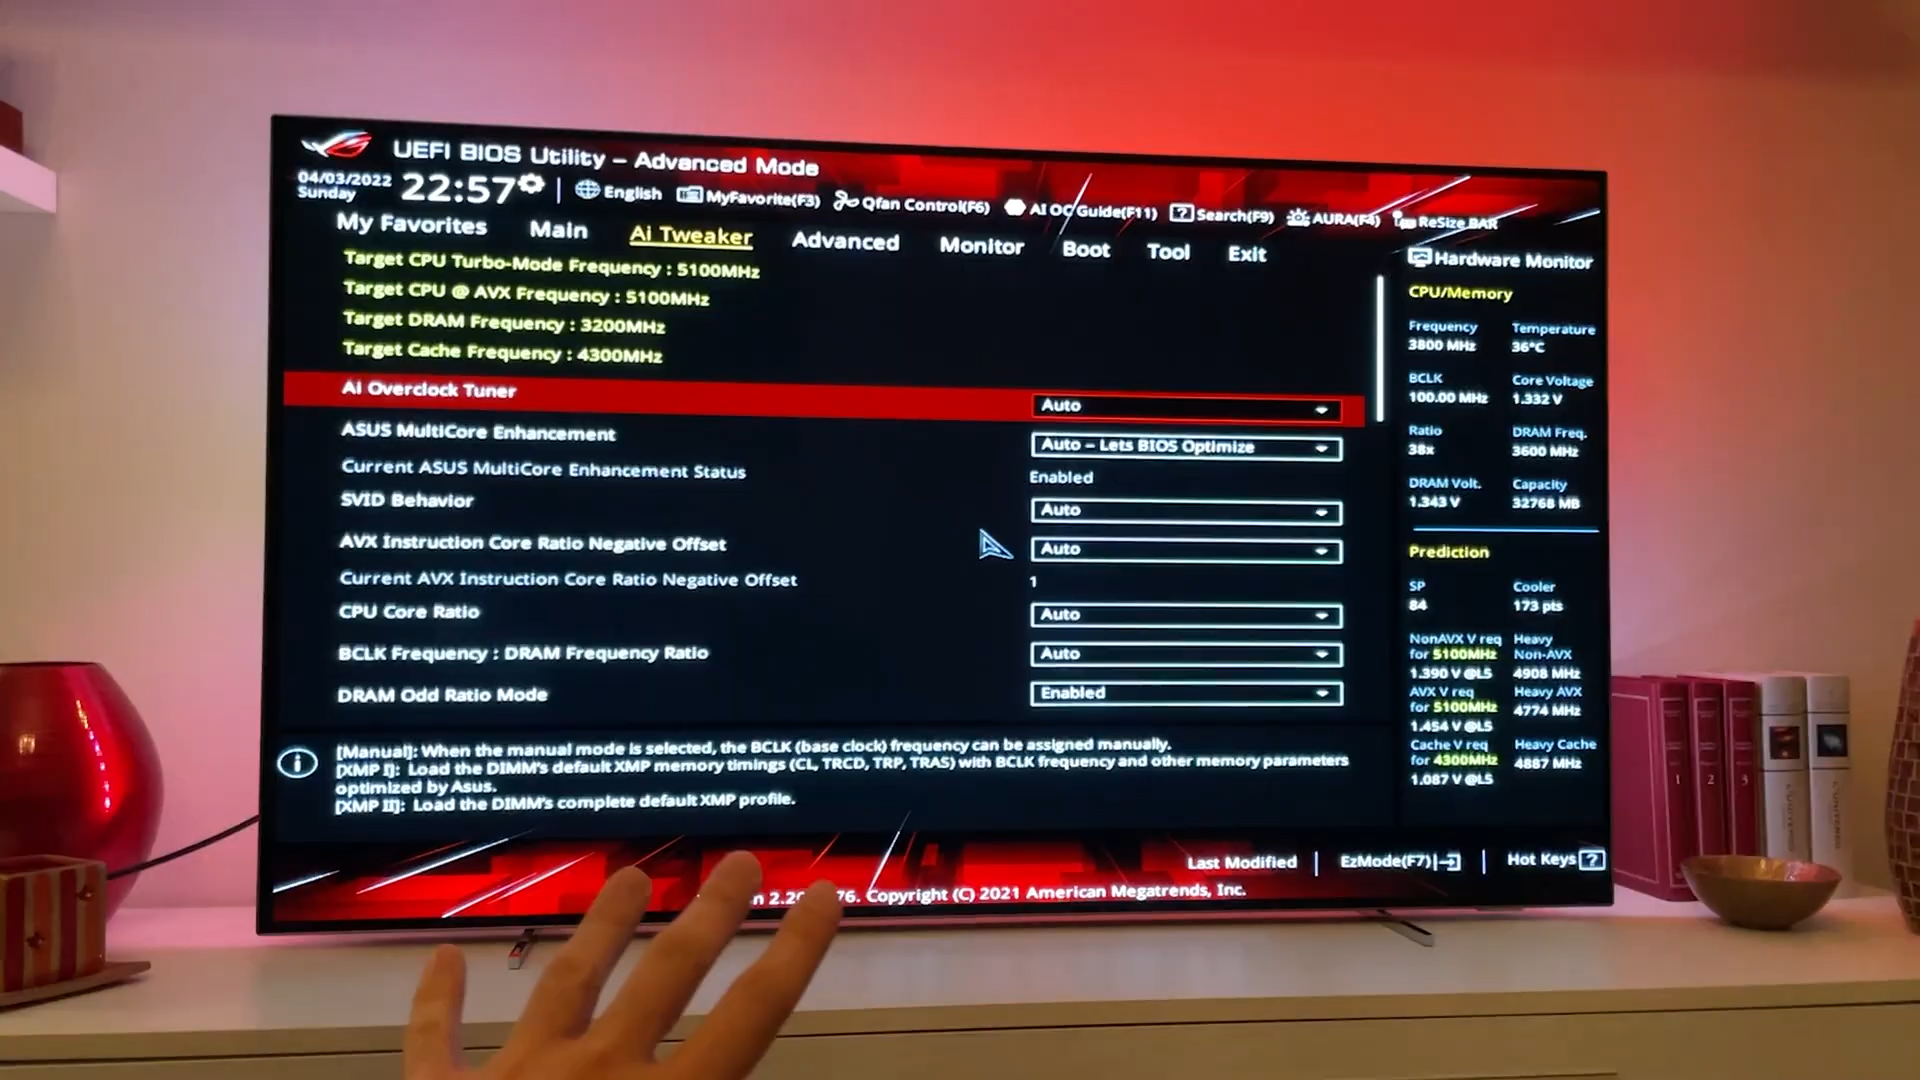 UEFI BIOS Utility – Advanced Mode
04/03/2022
Sunday
22:57
English
MyFavorite(F3)
Qfan Control(F6)
AI OC Guide(F11)
Search(F9)
AURA(F4)
ReSize BAR
My Favorites
Main
Ai Tweaker
Advanced
Monitor
Boot
Tool
Exit
Target CPU Turbo-Mode Frequency : 5100MHz
Target CPU @ AVX Frequency : 5100MHz
Target DRAM Frequency : 3200MHz
Target Cache Frequency : 4300MHz
Ai Overclock Tuner
Auto
ASUS MultiCore Enhancement
Auto – Lets BIOS Optimize
Current ASUS MultiCore Enhancement Status
Enabled
SVID Behavior
Auto
AVX Instruction Core Ratio Negative Offset
Auto
Current AVX Instruction Core Ratio Negative Offset
1
CPU Core Ratio
Auto
BCLK Frequency : DRAM Frequency Ratio
Auto
DRAM Odd Ratio Mode
Enabled
[Manual]: When the manual mode is selected, the BCLK (base clock) frequency can be assigned manually.
[XMP I]: Load the DIMM's default XMP memory timings (CL, TRCD, TRP, TRAS) with BCLK frequency and other memory parameters
optimized by Asus.
[XMP II]: Load the DIMM's complete default XMP profile.
Hardware Monitor
CPU/Memory
Frequency Temperature
3800 MHz 36°C
BCLK Core Voltage
100.00 MHz 1.332 V
Ratio DRAM Freq.
38x 3600 MHz
DRAM Volt. Capacity
1.343 V 32768 MB
Prediction
SP Cooler
84 173 pts
NonAVX V req Heavy
for 5100MHz Non-AVX
1.390 V @L5 4908 MHz
AVX V req Heavy AVX
for 5100MHz 4774 MHz
1.454 V @L5
Cache V req Heavy Cache
for 4300MHz 4887 MHz
1.087 V @L5
Last Modified
EzMode(F7)
Hot Keys ?
76. Copyright (C) 2021 American Megatrends, Inc.
1
2
3